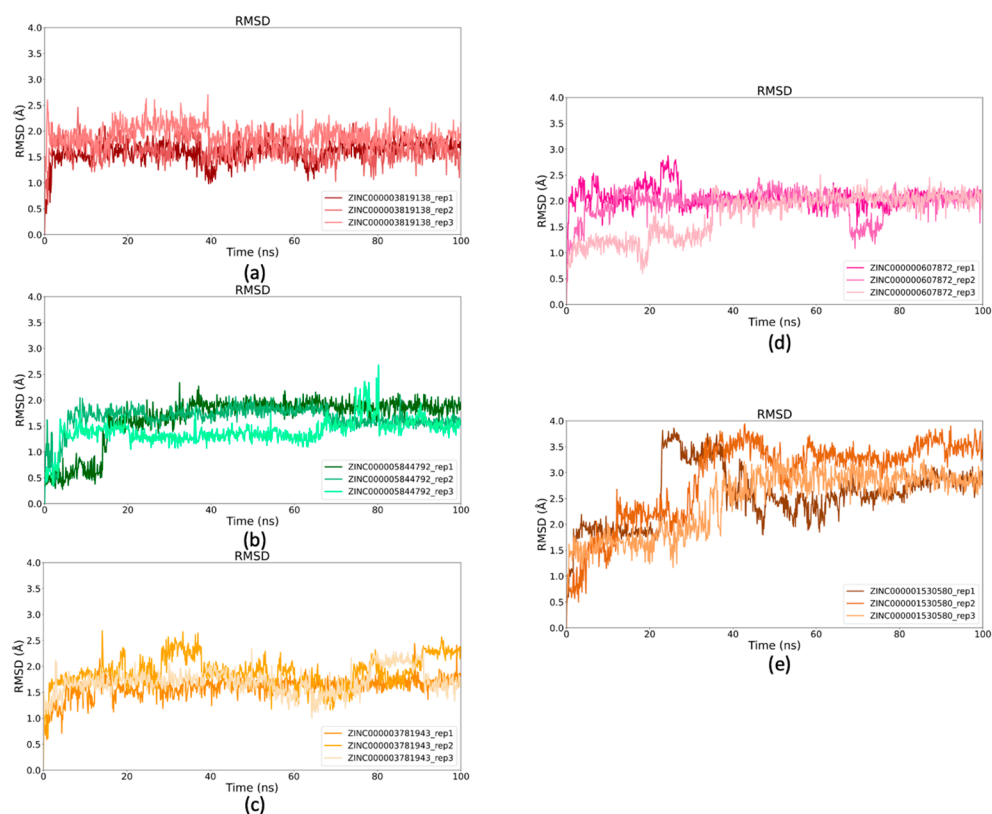 RMSD
4.0
3.5
3.0
2.5
2.0
1.5
1.0
0.5
0.0
RMSD (Å)
ZINC000003819138_rep1
ZINC000003819138_rep2
ZINC000003819138_rep3
0 20 40 60 80 100
Time (ns)
(a)
RMSD
4.0
3.5
3.0
2.5
2.0
1.5
1.0
0.5
0.0
RMSD (Å)
ZINC000005844792_rep1
ZINC000005844792_rep2
ZINC000005844792_rep3
0 20 40 60 80 100
Time (ns)
(b)
RMSD
4.0
3.5
3.0
2.5
2.0
1.5
1.0
0.5
0.0
RMSD (Å)
ZINC000003781943_rep1
ZINC000003781943_rep2
ZINC000003781943_rep3
0 20 40 60 80 100
Time (ns)
(c)
RMSD
4.0
3.5
3.0
2.5
2.0
1.5
1.0
0.5
0.0
RMSD (Å)
ZINC000000607872_rep1
ZINC000000607872_rep2
ZINC000000607872_rep3
0 20 40 60 80 100
Time (ns)
(d)
RMSD
4.0
3.5
3.0
2.5
2.0
1.5
1.0
0.5
0.0
RMSD (Å)
ZINC000001530580_rep1
ZINC000001530580_rep2
ZINC000001530580_rep3
0 20 40 60 80 100
Time (ns)
(e)